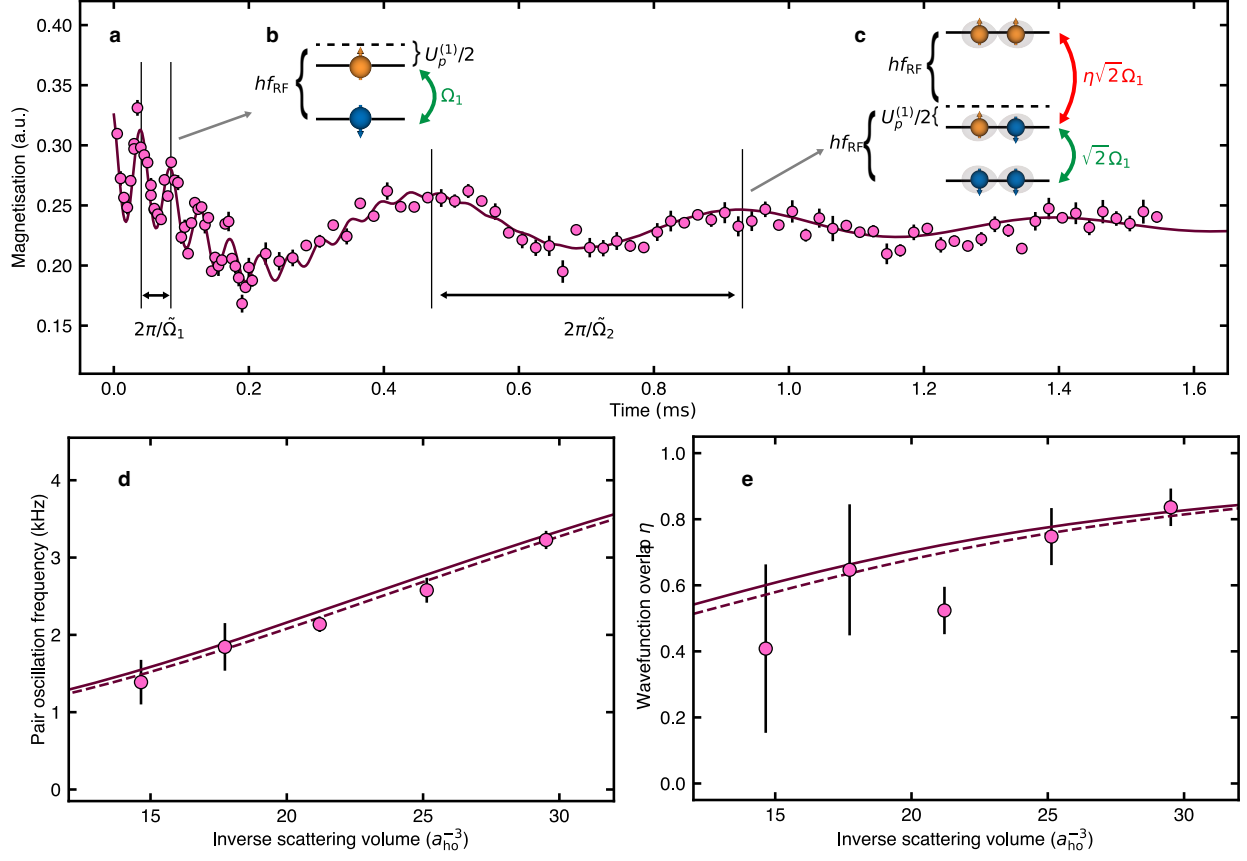 a
b
c
U_p^{(1)}/2
hf_RF
Ω_1
hf_RF
U_p^{(1)}/2
hf_RF
η√2Ω_1
√2Ω_1
0.40
0.35
0.30
0.25
0.20
0.15
Magnetisation (a.u.)
2π/Ω̃_1
2π/Ω̃_2
0.0 0.2 0.4 0.6 0.8 1.0 1.2 1.4 1.6
Time (ms)
d
4
3
2
1
0
Pair oscillation frequency (kHz)
15 20 25 30
Inverse scattering volume (a_ho^{−3})
e
1.0
0.8
0.6
0.4
0.2
0.0
Wavefunction overlap η
15 20 25 30
Inverse scattering volume (a_ho^{−3})